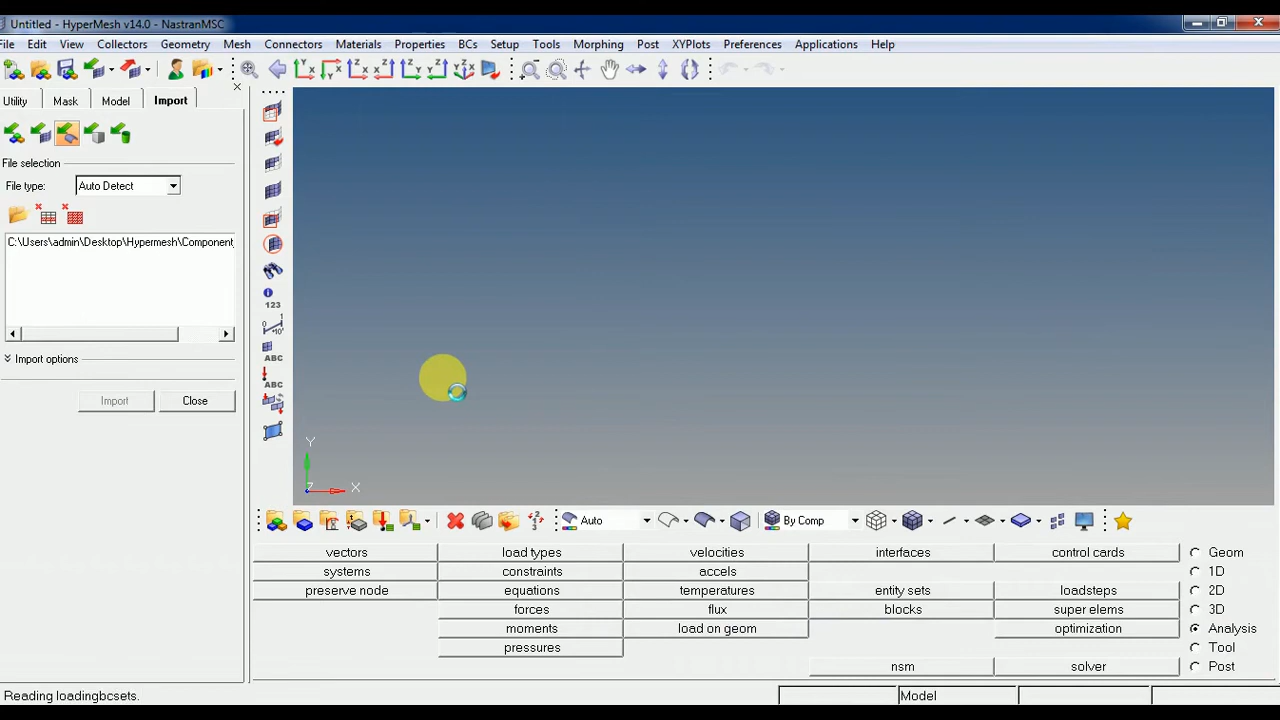 Untitled - HyperMesh v14.0 - NastranMSC
File Edit View Collectors Geometry Mesh Connectors Materials Properties BCs Setup Tools Morphing Post XYPlots Preferences Applications Help
Utility Mask Model Import
File selection
File type: Auto Detect
C:\Users\admin\Desktop\Hypermesh\Component_
Import options
Import Close
123
ABC
ABC
Y
Z X
Auto By Comp
vectors load types velocities interfaces control cards Geom
systems constraints accels 1D
preserve node equations temperatures entity sets loadsteps 2D
forces flux blocks super elems 3D
moments load on geom optimization Analysis
pressures Tool
nsm solver Post
Reading loadingbcsets. Model